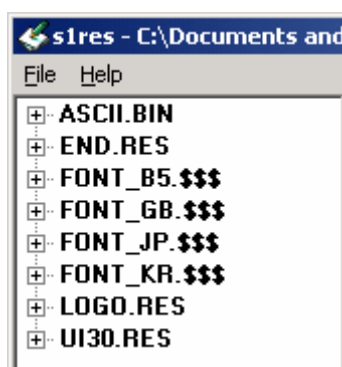 s1res - C:\Documents and
File Help
ASCII.BIN
END.RES
FONT_B5.$$$
FONT_GB.$$$
FONT_JP.$$$
FONT_KR.$$$
LOGO.RES
UI30.RES